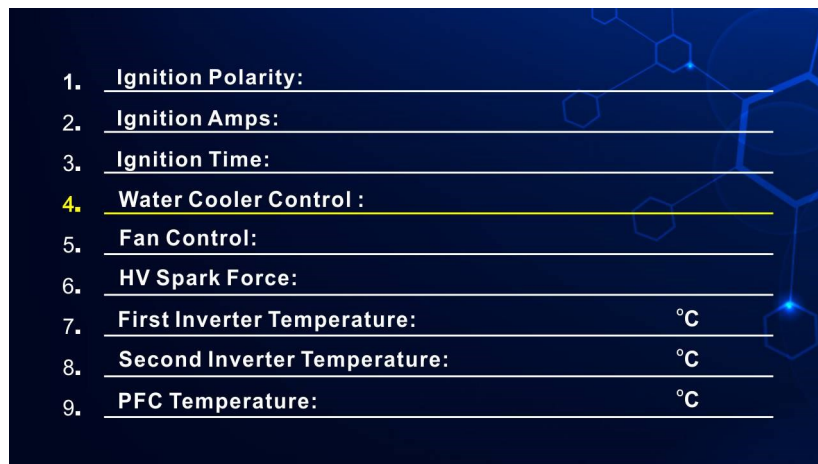 1. Ignition Polarity:
2. Ignition Amps:
3. Ignition Time:
4. Water Cooler Control :
5. Fan Control:
6. HV Spark Force:
7. First Inverter Temperature: °C
8. Second Inverter Temperature: °C
9. PFC Temperature: °C